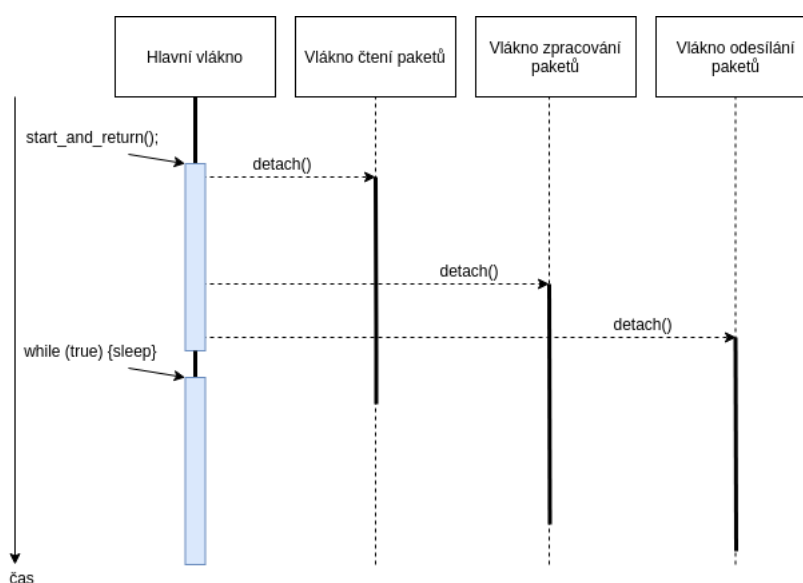 Hlavní vlákno
Vlákno čtení paketů
Vlákno zpracování
paketů
Vlákno odesílání
paketů
start_and_return();
detach()
detach()
detach()
while (true) {sleep}
čas